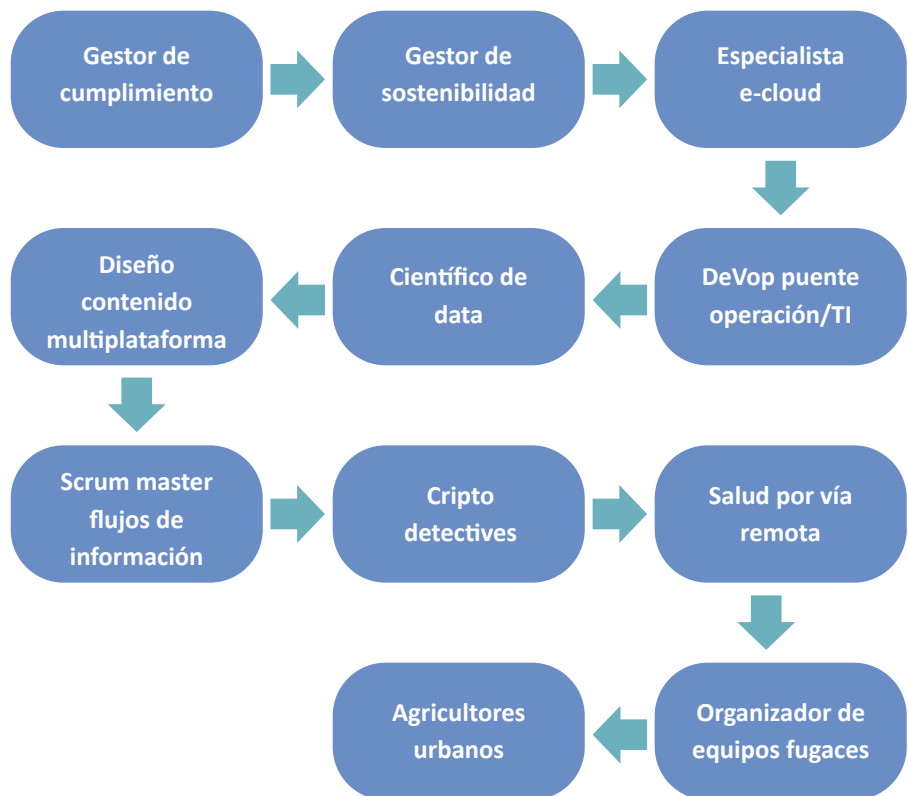 Gestor de
cumplimiento
Gestor de
sostenibilidad
Especialista
e-cloud
DeVop puente
operación/TI
Científico de
data
Diseño
contenido
multiplataforma
Scrum master
flujos de
información
Cripto
detectives
Salud por vía
remota
Organizador de
equipos fugaces
Agricultores
urbanos